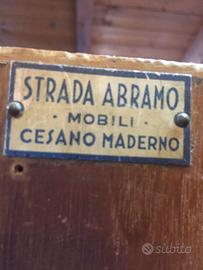 STRADA ABRAMO
· MOBILI ·
CESANO MADERNO
subito